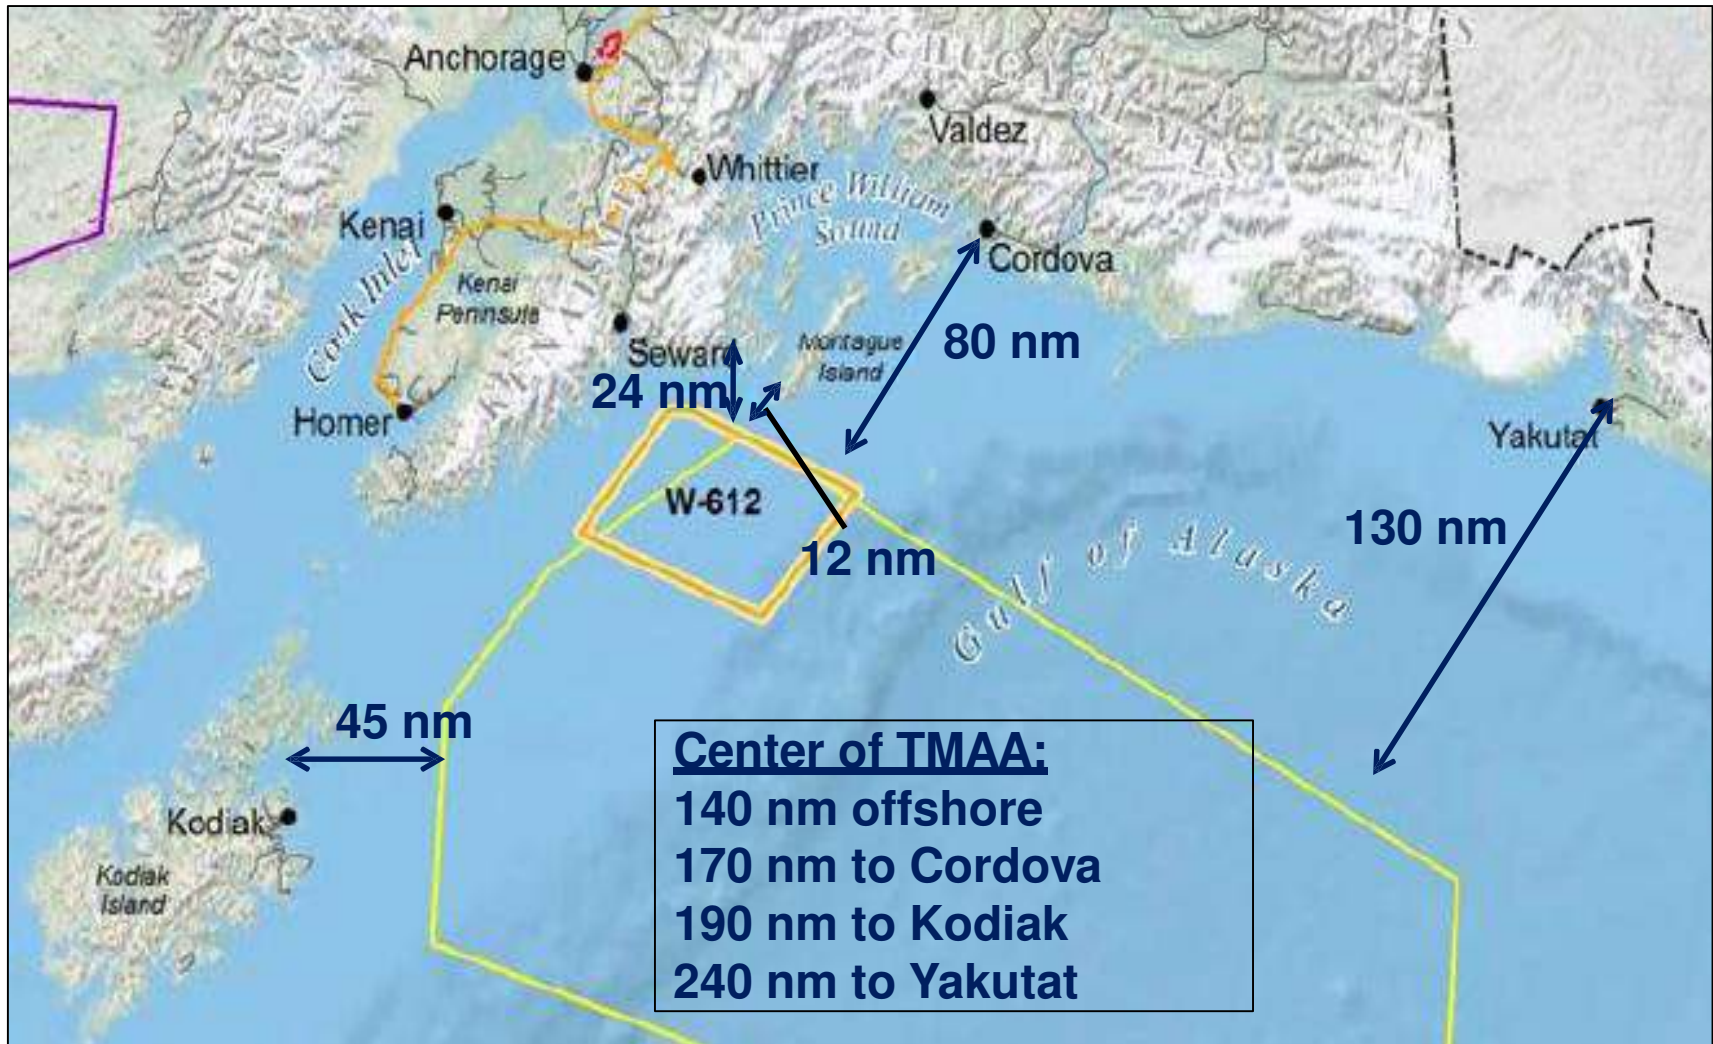 Anchorage
Valdez
Whittier
Prince William
Sound
Kenai
Cordova
Cook Inlet
Kenai
Peninsula
80 nm
Seward
Montague
Island
24 nm
Homer
Yakutat
W-612
130 nm
12 nm
Gulf of Alaska
45 nm
Kodiak
Kodiak
Island
Center of TMAA:
140 nm offshore
170 nm to Cordova
190 nm to Kodiak
240 nm to Yakutat